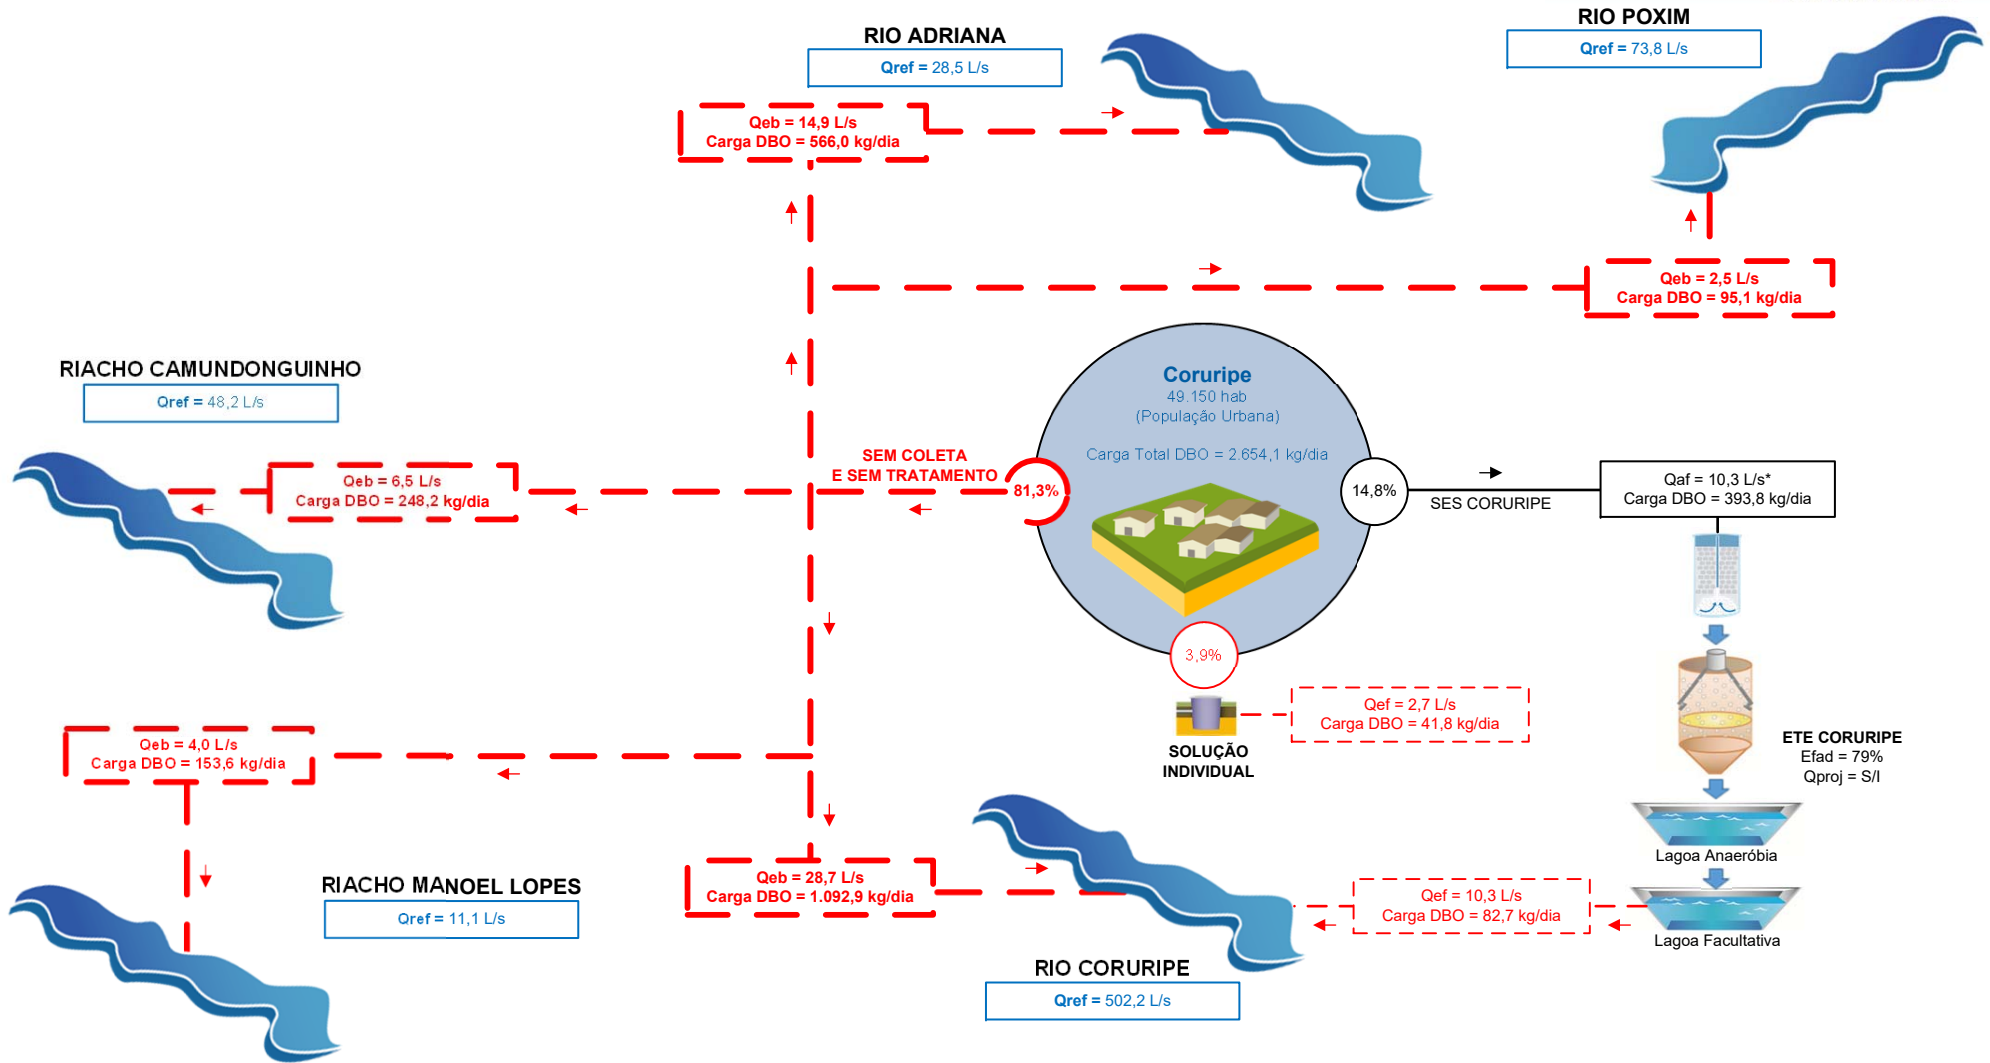 RIO ADRIANA
Qref = 28,5 L/s
RIO POXIM
Qref = 73,8 L/s
Qeb = 14,9 L/s
Carga DBO = 566,0 kg/dia
Qeb = 2,5 L/s
Carga DBO = 95,1 kg/dia
RIACHO CAMUNDONGUINHO
Qref = 48,2 L/s
Qeb = 6,5 L/s
Carga DBO = 248,2 kg/dia
SEM COLETA
E SEM TRATAMENTO
81,3%
Coruripe
49.150 hab
(População Urbana)
Carga Total DBO = 2.654,1 kg/dia
14,8%
SES CORURIPE
Qaf = 10,3 L/s*
Carga DBO = 393,8 kg/dia
3,9%
SOLUÇÃO
INDIVIDUAL
Qef = 2,7 L/s
Carga DBO = 41,8 kg/dia
ETE CORURIPE
Efad = 79%
Qproj = S/I
Lagoa Anaeróbia
Lagoa Facultativa
Qeb = 4,0 L/s
Carga DBO = 153,6 kg/dia
RIACHO MANOEL LOPES
Qref = 11,1 L/s
Qeb = 28,7 L/s
Carga DBO = 1.092,9 kg/dia
Qef = 10,3 L/s
Carga DBO = 82,7 kg/dia
RIO CORURIPE
Qref = 502,2 L/s